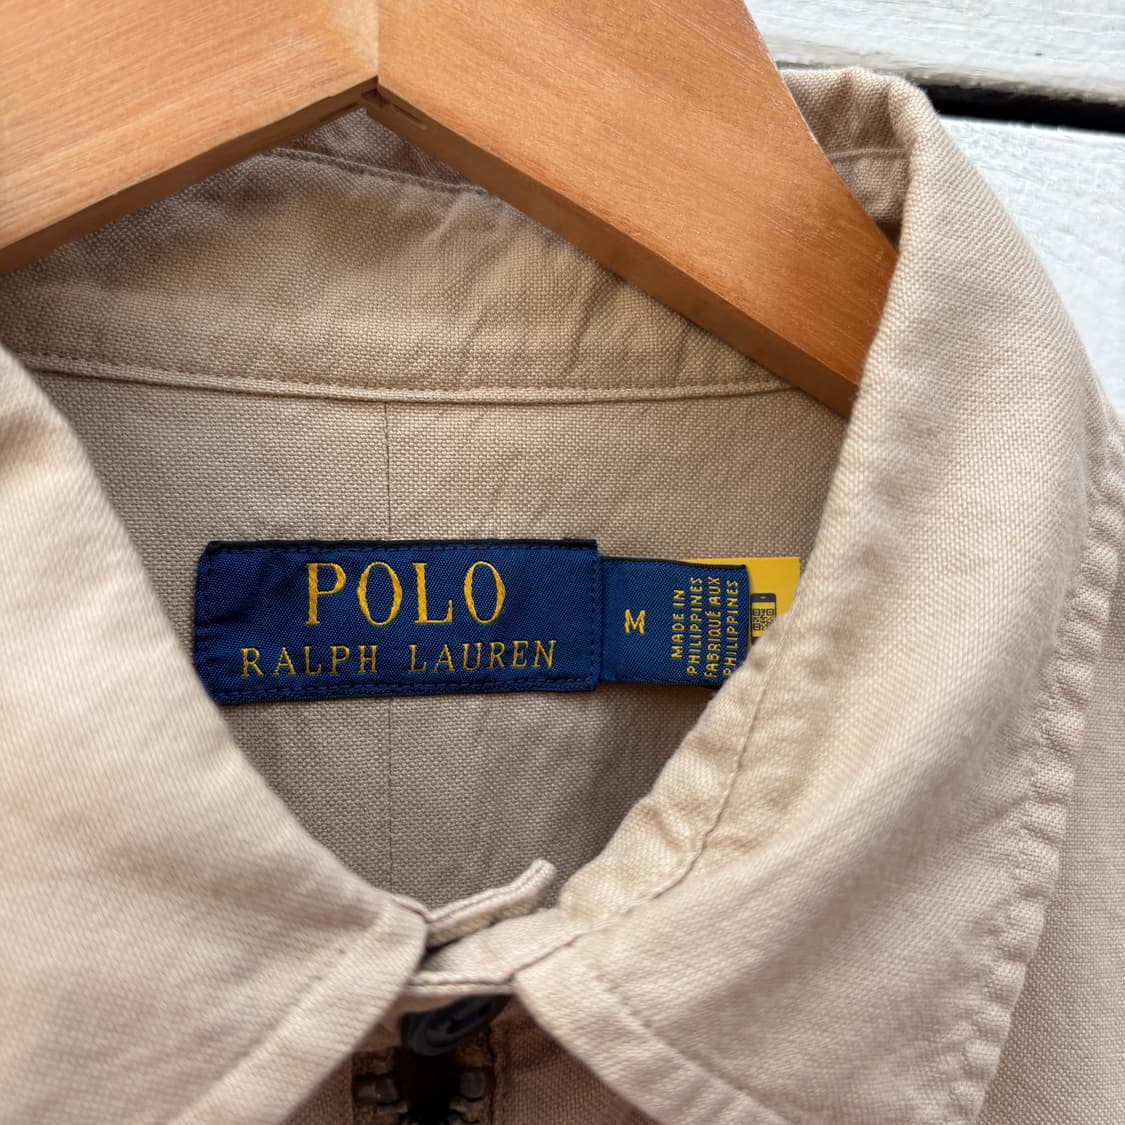 POLO
RALPH LAUREN
M
MADE IN
PHILIPPINES
FABRIQUÉ AUX
PHILIPPINES